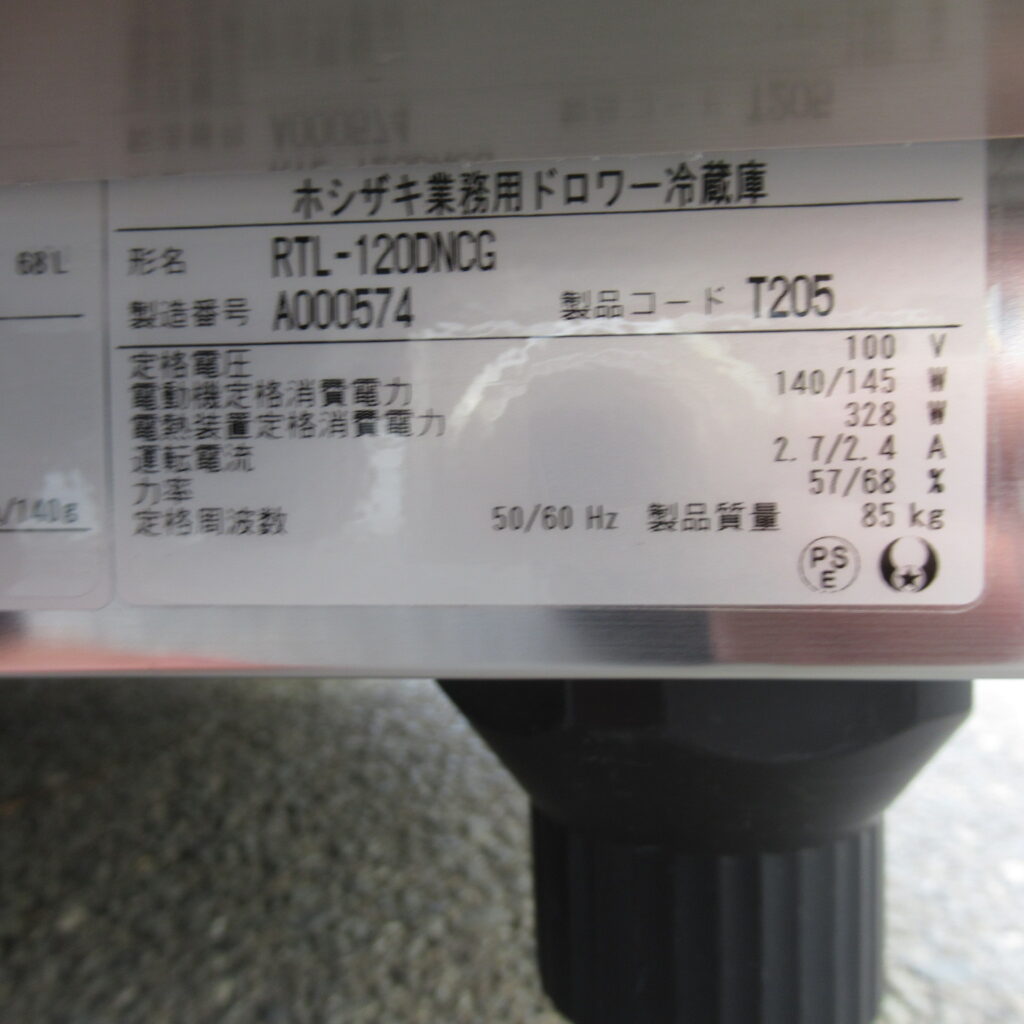 ホシザキ業務用ドロワー冷蔵庫
68L
形名 RTL-120DNCG
製造番号 A000574 製品コード T205
定格電圧 100 V
電動機定格消費電力 140/145 W
電熱装置定格消費電力 328 W
運転電流 2.7/2.4 A
力率 57/68 %
/140g
定格周波数 50/60 Hz 製品質量 85 kg
PS
E